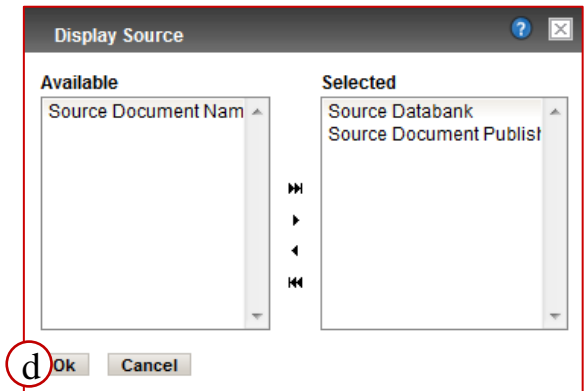 Display Source
Available
Selected
Source Document Nam
Source Databank
Source Document Publish
d
Ok
Cancel